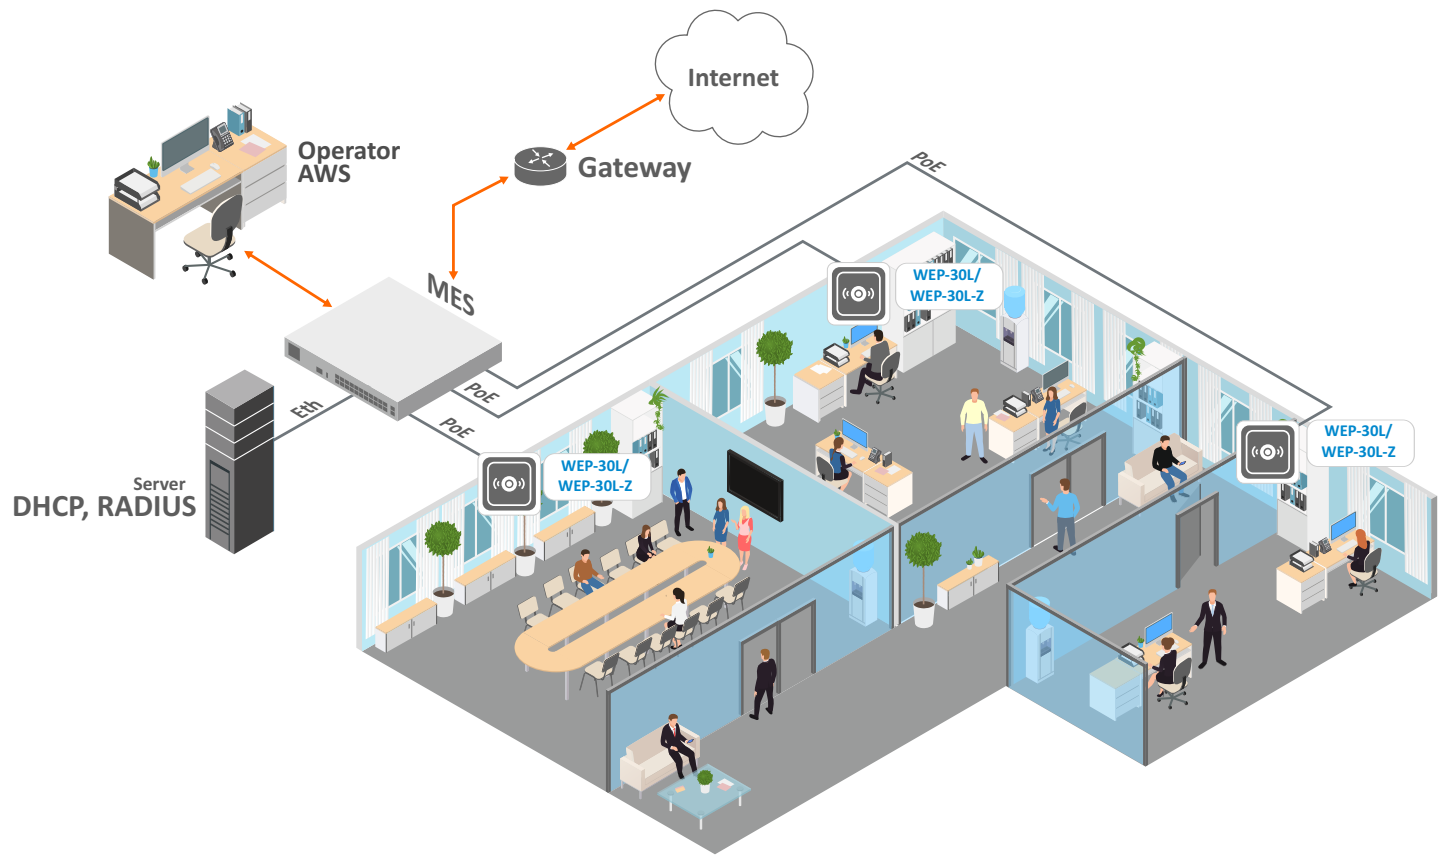 Internet
Gateway
Operator
AWS
MES
PoE
PoE
PoE
Eth
Server
DHCP, RADIUS
WEP-30L/
WEP-30L-Z
WEP-30L/
WEP-30L-Z
WEP-30L/
WEP-30L-Z